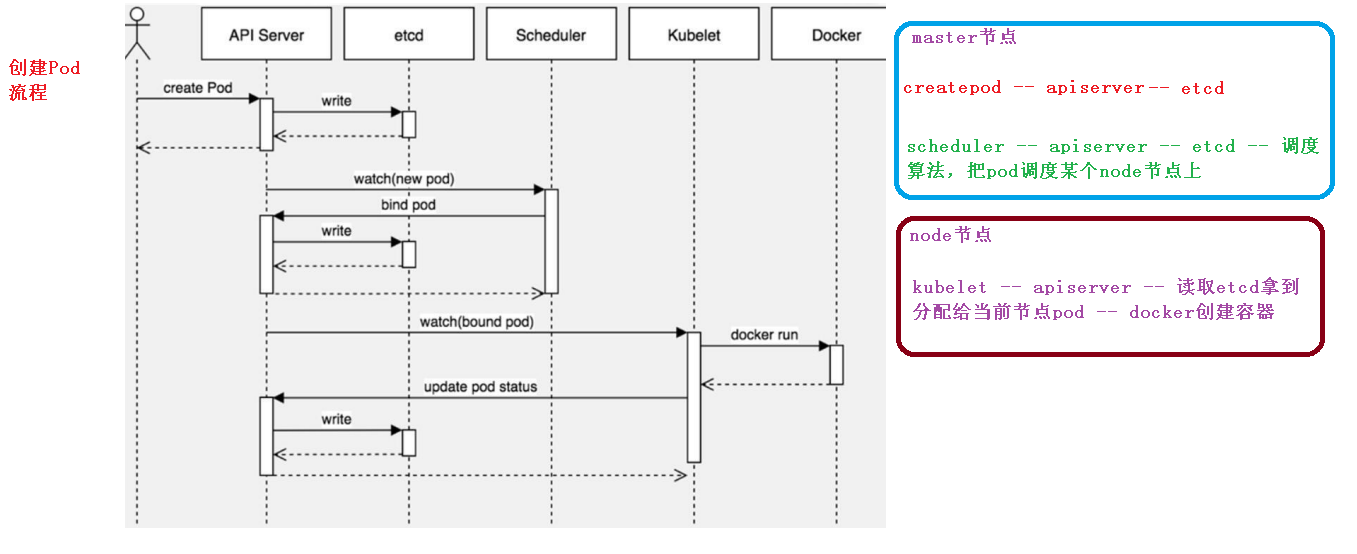 创建Pod
流程
API Server
etcd
Scheduler
Kubelet
Docker
create Pod
write
watch(new pod)
bind pod
write
watch(bound pod)
docker run
update pod status
write
master节点
createpod -- apiserver -- etcd
scheduler -- apiserver -- etcd -- 调度
算法，把pod调度某个node节点上
node节点
kubelet -- apiserver -- 读取etcd拿到
分配给当前节点pod -- docker创建容器